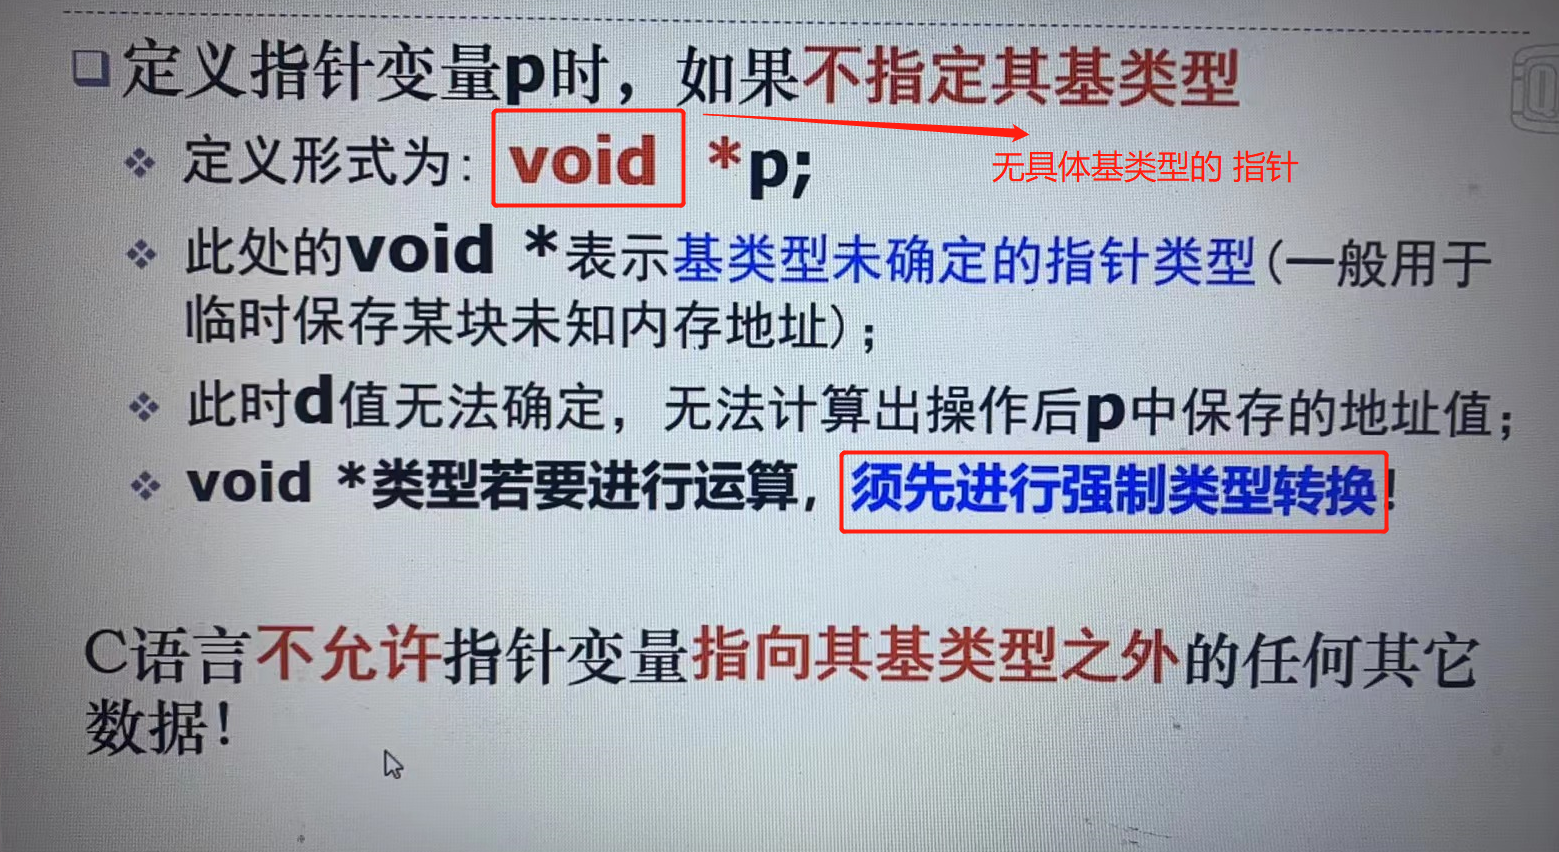 定义指针变量p时，如果不指定其基类型
定义形式为: void *p;
无具体基类型的 指针
此处的void *表示基类型未确定的指针类型(一般用于
临时保存某块未知内存地址)；
此时d值无法确定，无法计算出操作后p中保存的地址值；
void *类型若要进行运算，须先进行强制类型转换!
C语言不允许指针变量指向其基类型之外的任何其它
数据！